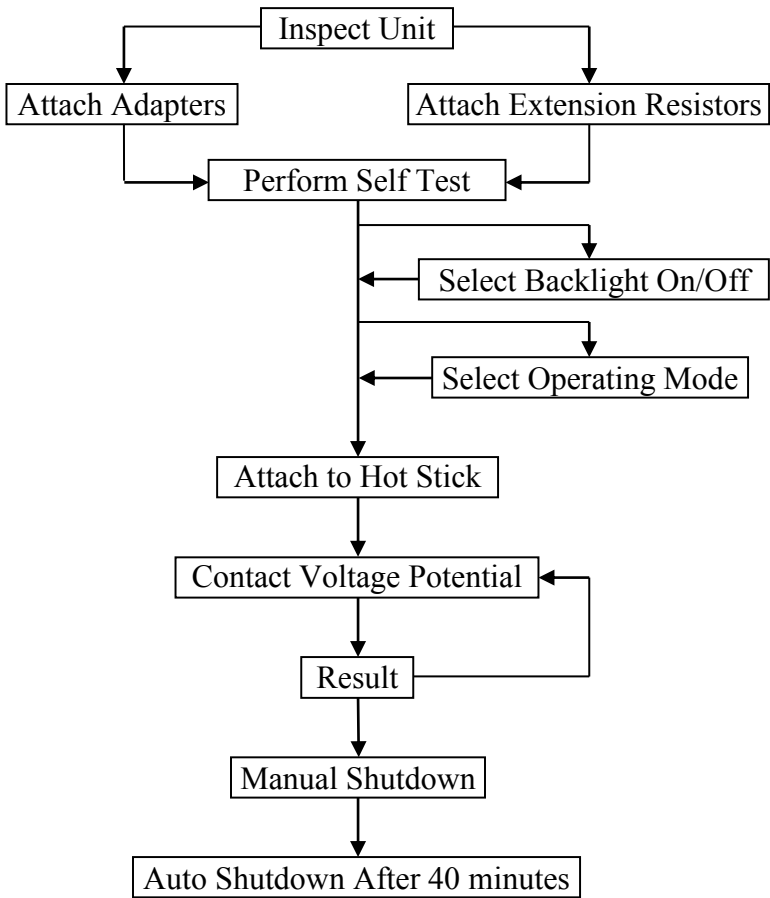 Inspect Unit
Attach Adapters
Attach Extension Resistors
Perform Self Test
Select Backlight On/Off
Select Operating Mode
Attach to Hot Stick
Contact Voltage Potential
Result
Manual Shutdown
Auto Shutdown After 40 minutes